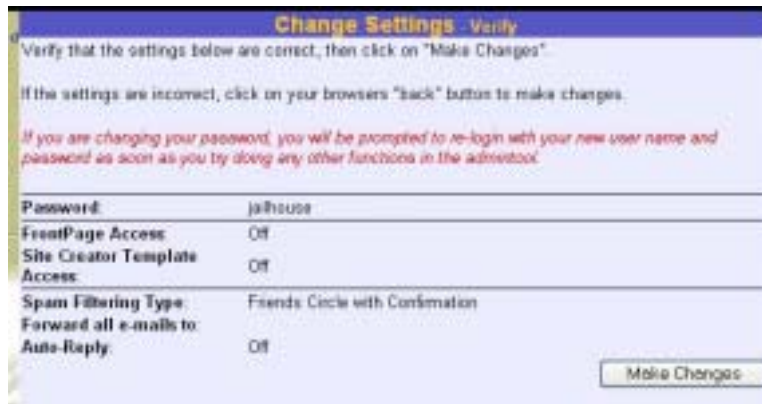 Change Settings - Verify
Verify that the settings below are correct, then click on "Make Changes".
If the settings are incorrect, click on your browsers "back" button to make changes.
If you are changing your password, you will be prompted to re-login with your new user name and
password as soon as you try doing any other functions in the admintool.
Password: jailhouse
FrontPage Access: Off
Site Creator Template
Access: Off
Spam Filtering Type: Friends Circle with Confirmation
Forward all e-mails to:
Auto-Reply: Off
Make Changes